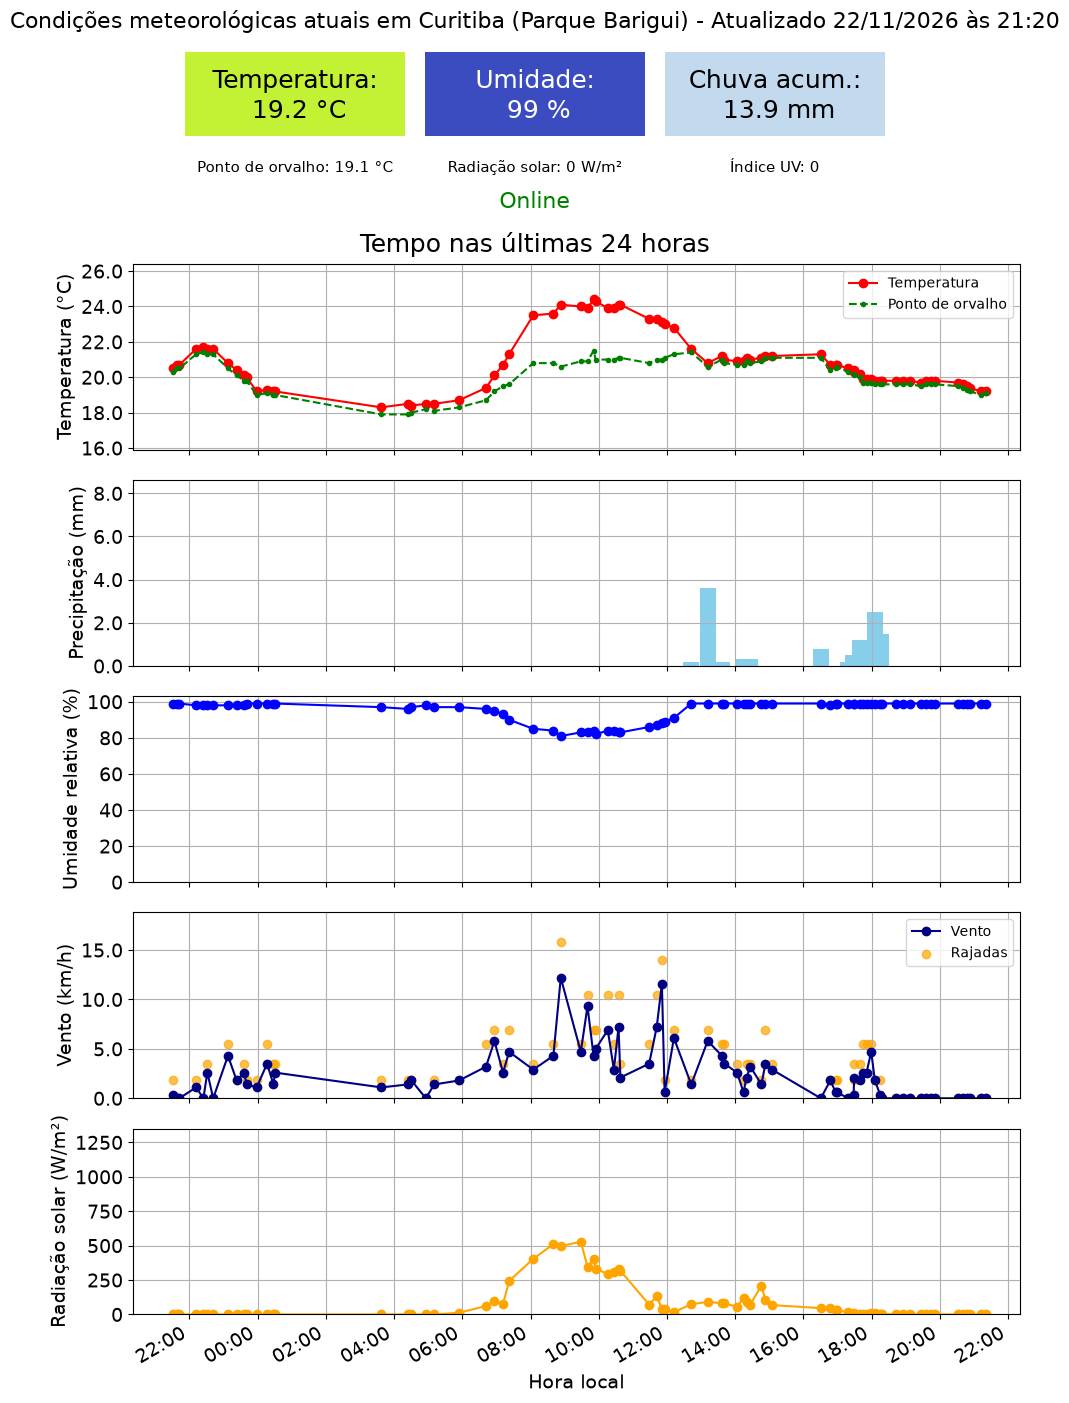 Condições meteorológicas atuais em Curitiba (Parque Barigui) - Atualizado 22/11/2026 às 21:20
Temperatura:
19.2 °C
Umidade:
99 %
Chuva acum.:
13.9 mm
Ponto de orvalho: 19.1 °C
Radiação solar: 0 W/m²
Índice UV: 0
Online
Tempo nas últimas 24 horas
Temperatura (°C)
26.0
24.0
22.0
20.0
18.0
16.0
Temperatura
Ponto de orvalho
Precipitação (mm)
8.0
6.0
4.0
2.0
0.0
Umidade relativa (%)
100
80
60
40
20
0
Vento (km/h)
15.0
10.0
5.0
0.0
Vento
Rajadas
Radiação solar (W/m²)
1250
1000
750
500
250
0
22:00
00:00
02:00
04:00
06:00
08:00
10:00
12:00
14:00
16:00
18:00
20:00
22:00
Hora local